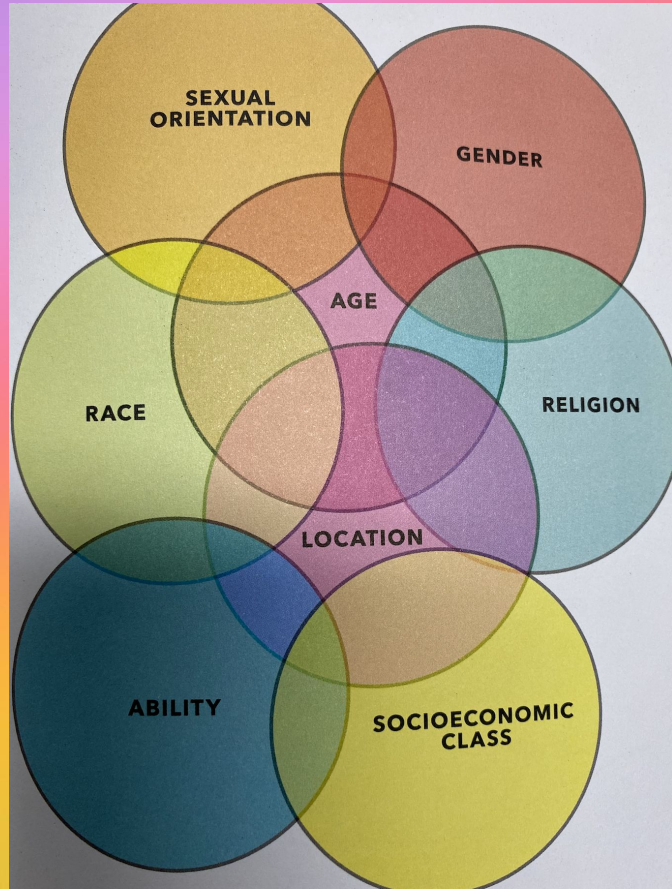 SEXUAL
ORIENTATION
GENDER
AGE
RACE
RELIGION
LOCATION
ABILITY
SOCIOECONOMIC
CLASS